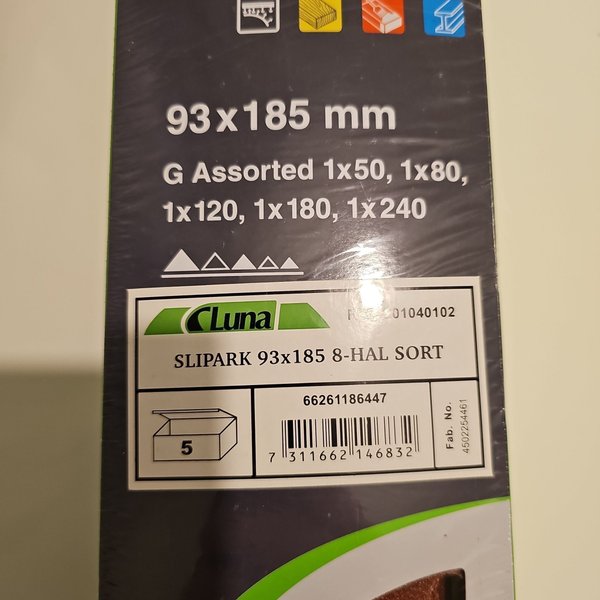 93x185 mm
G Assorted 1x50, 1x80,
1x120, 1x180, 1x240
Luna
01040102
SLIPARK 93x185 8-HAL SORT
5
66261186447
7 311662 146832
Fab. No.
4502254461